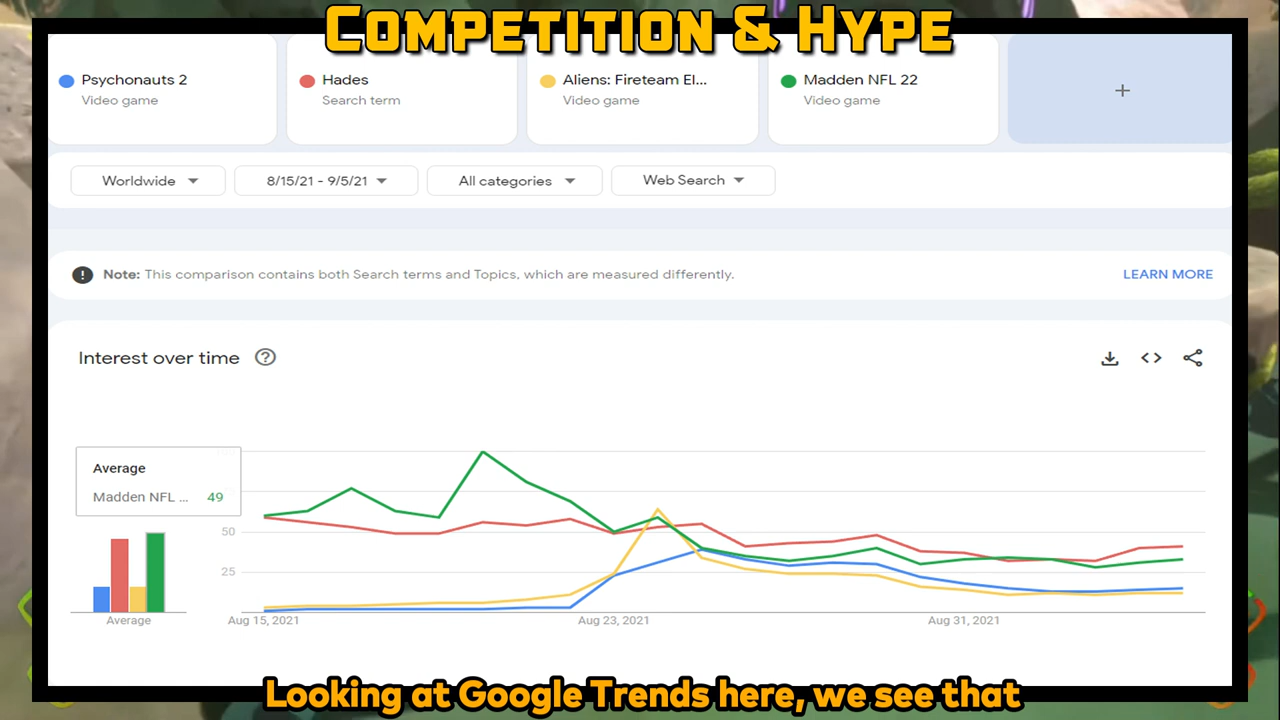 Competition & Hype
Psychonauts 2
Video game
Hades
Search term
Aliens: Fireteam El...
Video game
Madden NFL 22
Video game
+
Worldwide
8/15/21 - 9/5/21
All categories
Web Search
Note: This comparison contains both Search terms and Topics, which are measured differently.
LEARN MORE
Interest over time
Average
Madden NFL ... 49
50
25
Average
Aug 15, 2021
Aug 23, 2021
Aug 31, 2021
Looking at Google Trends here, we see that